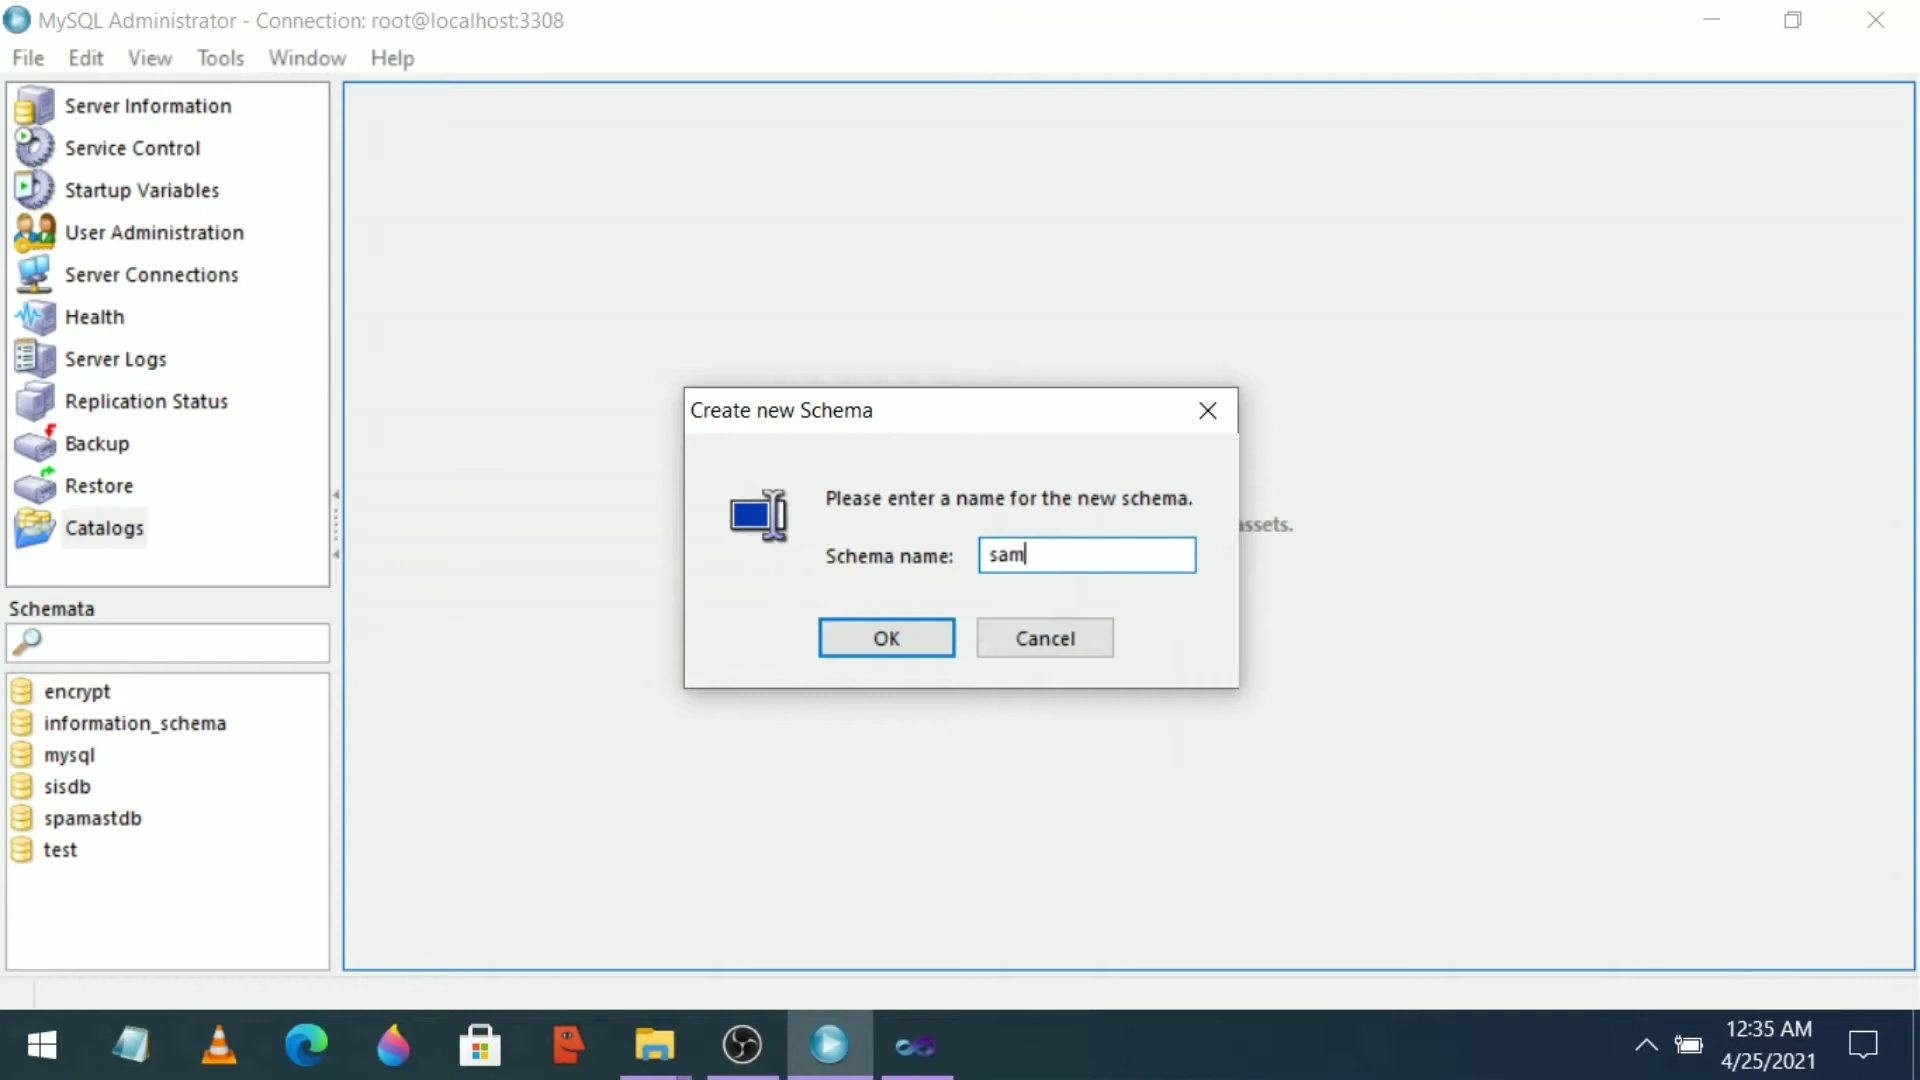 MySQL Administrator - Connection: root@localhost:3308
File Edit View Tools Window Help
Server Information
Service Control
Startup Variables
User Administration
Server Connections
Health
Server Logs
Replication Status
Backup
Restore
Catalogs
Schemata
encrypt
information_schema
mysql
sisdb
spamastdb
test
Create new Schema
Please enter a name for the new schema.
Schema name: sam
OK Cancel
assets.
12:35 AM
4/25/2021